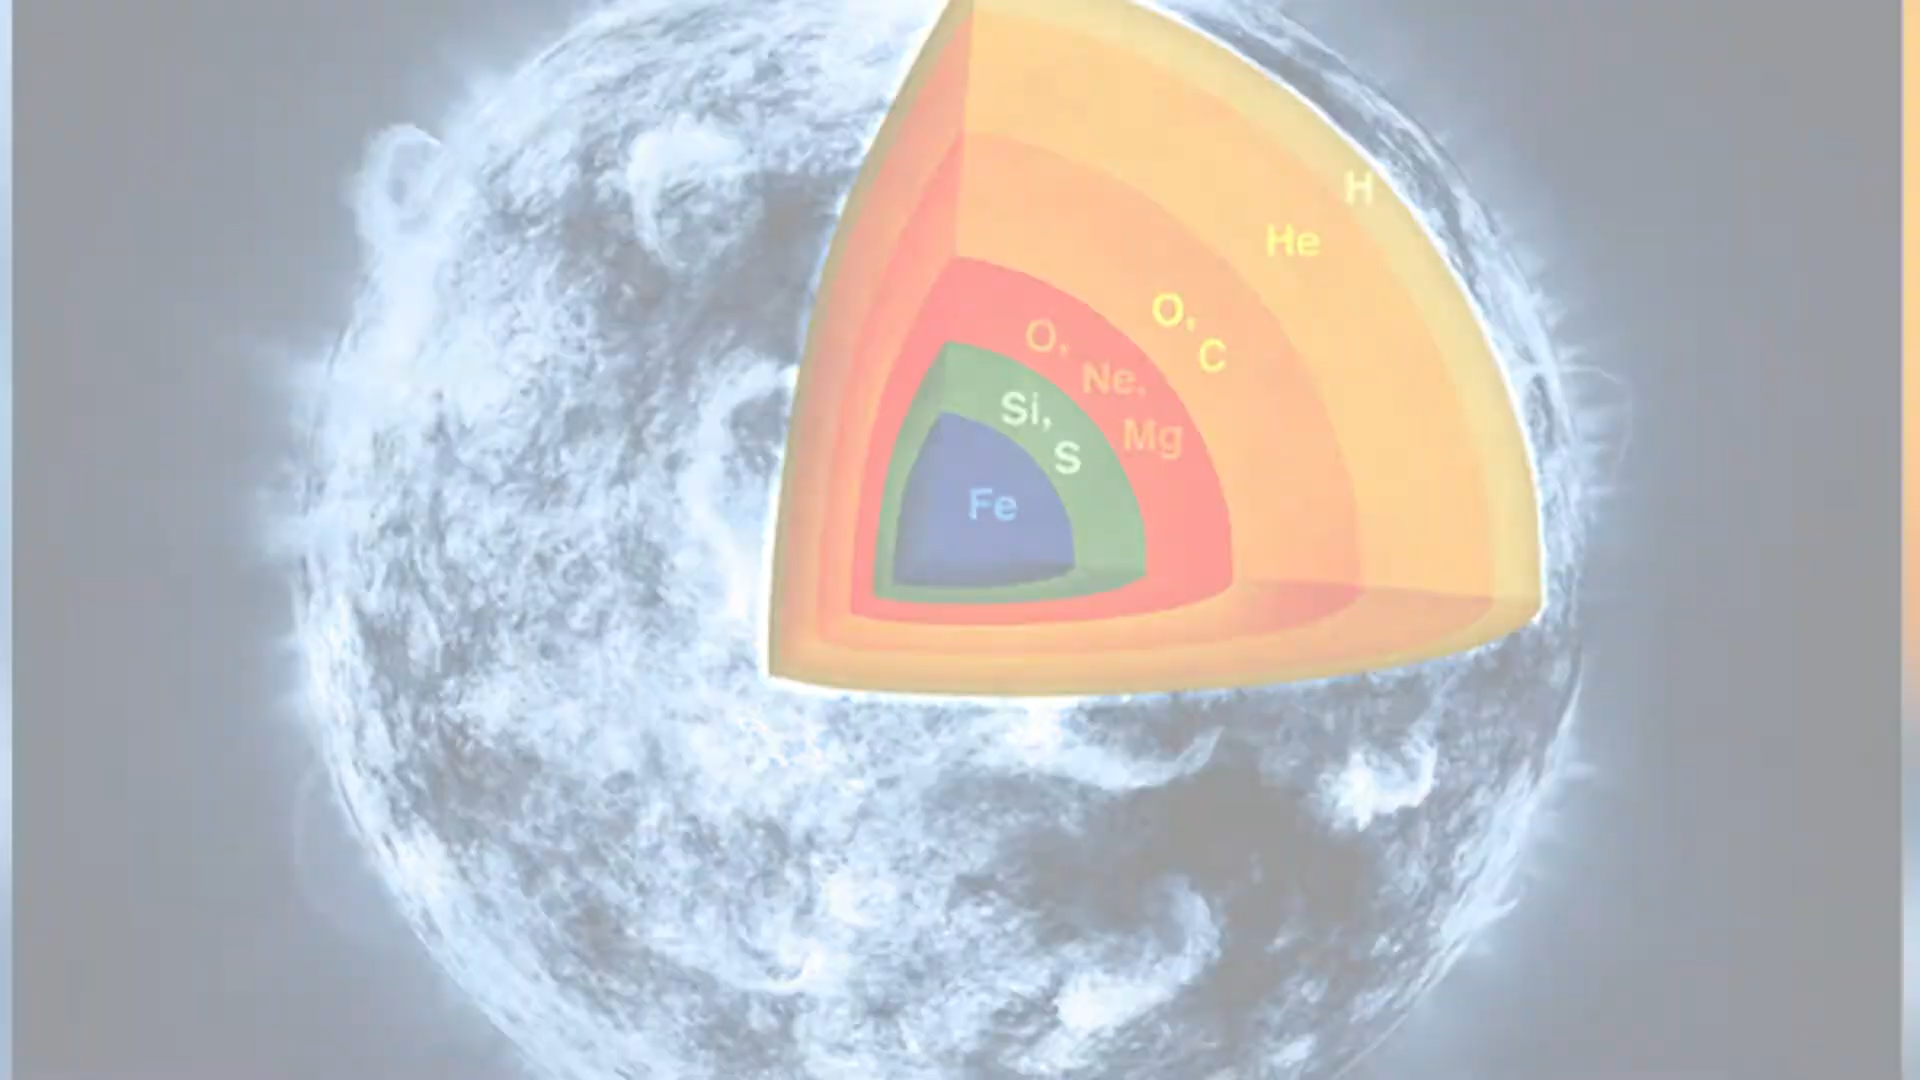 H
He
O,
C
O,
Ne,
Mg
Si,
S
Fe